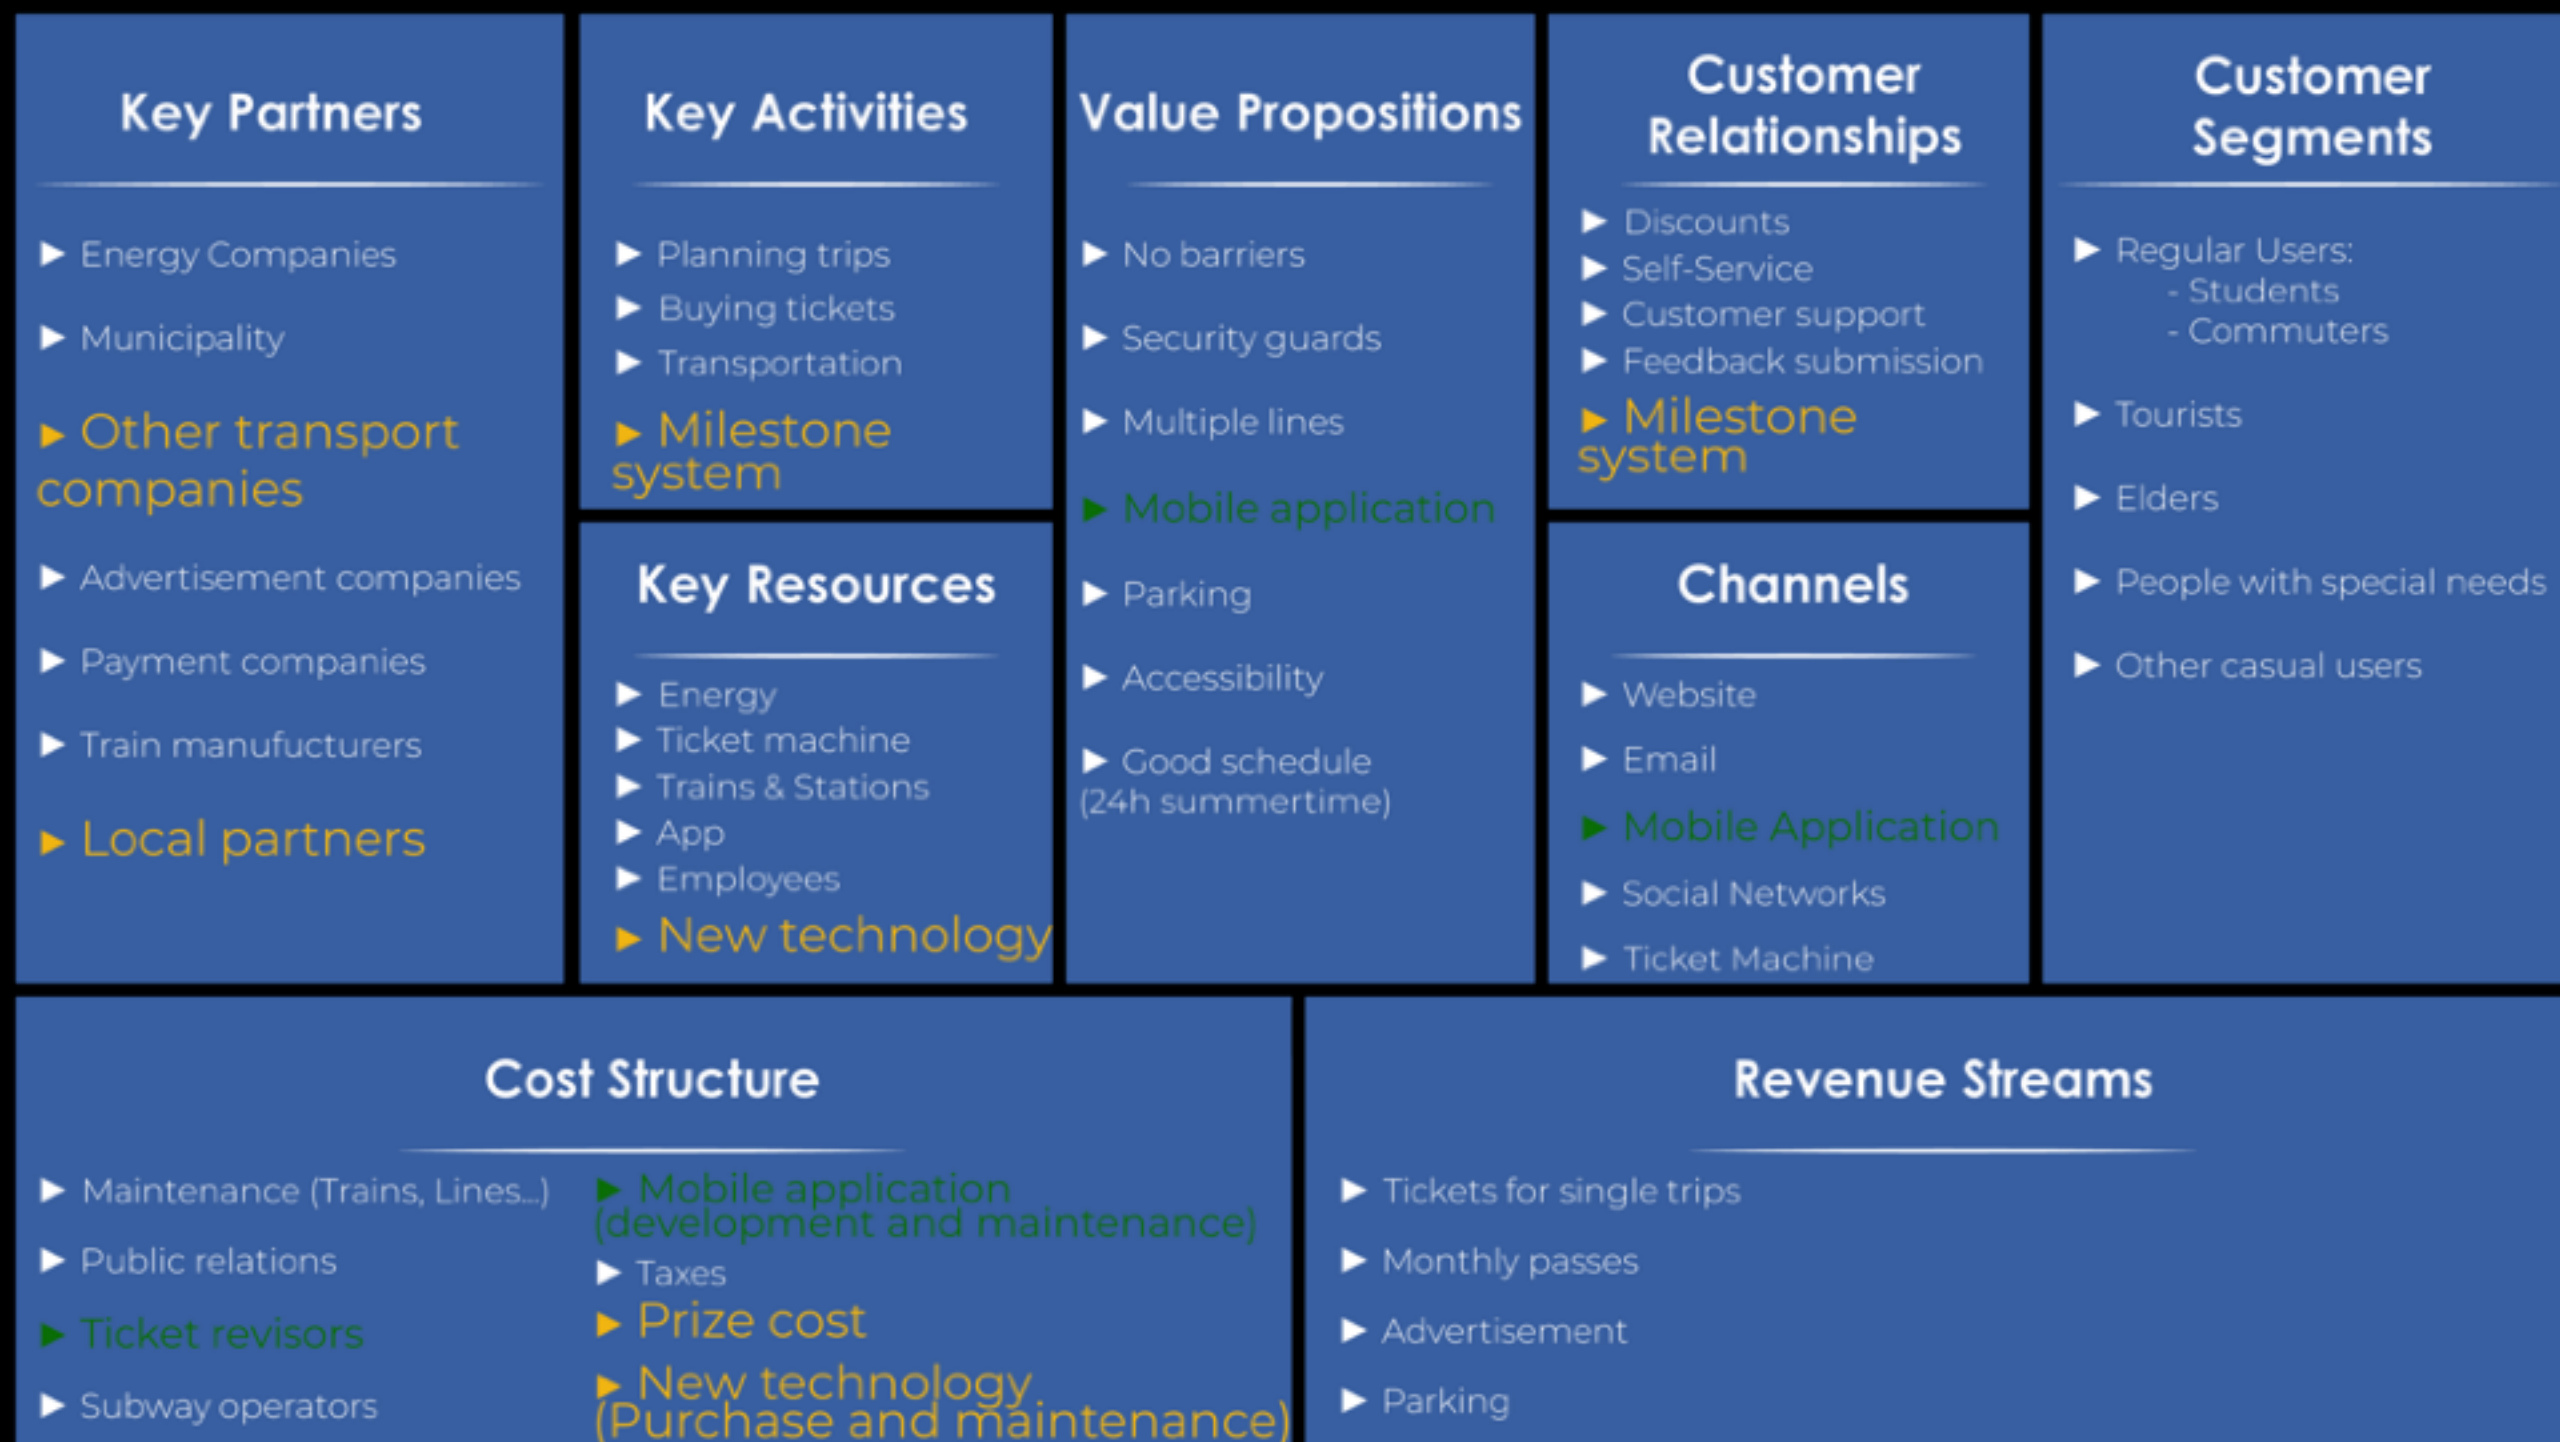 Key Partners
► Energy Companies
► Municipality
► Other transport
companies
► Advertisement companies
► Payment companies
► Train manufucturers
► Local partners
Key Activities
► Planning trips
► Buying tickets
► Transportation
► Milestone
system
Key Resources
► Energy
► Ticket machine
► Trains & Stations
► App
► Employees
► New technology
Value Propositions
► No barriers
► Security guards
► Multiple lines
► Mobile application
► Parking
► Accessibility
► Good schedule
(24h summertime)
Customer
Relationships
► Discounts
► Self-Service
► Customer support
► Feedback submission
► Milestone
system
Channels
► Website
► Email
► Mobile Application
► Social Networks
► Ticket Machine
Customer
Segments
► Regular Users:
- Students
- Commuters
► Tourists
► Elders
► People with special needs
► Other casual users
Cost Structure
► Maintenance (Trains, Lines...)
► Public relations
► Ticket revisors
► Subway operators
► Mobile application
(development and maintenance)
► Taxes
► Prize cost
► New technology
(Purchase and maintenance)
Revenue Streams
► Tickets for single trips
► Monthly passes
► Advertisement
► Parking